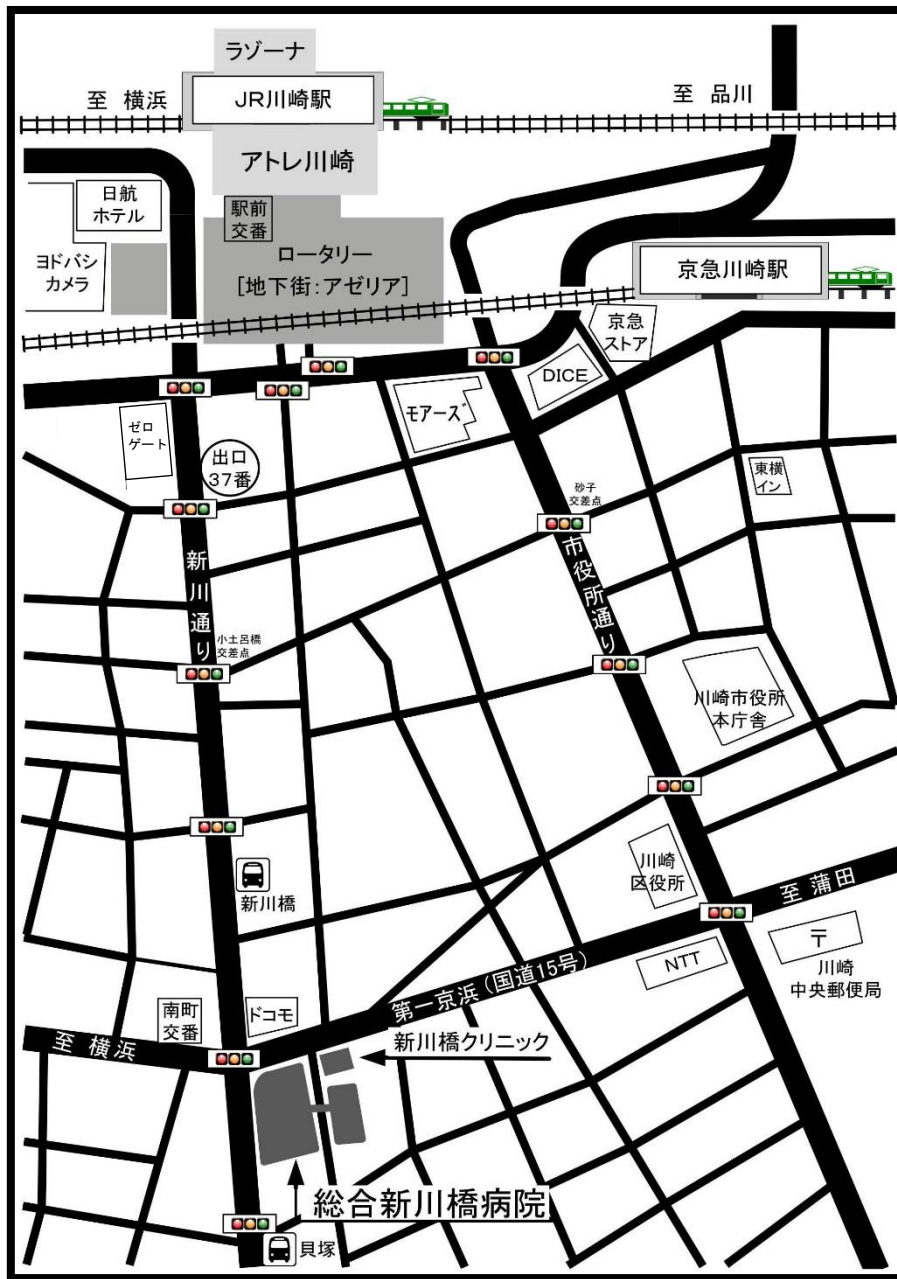 ラゾーナ
至 横浜
JR川崎駅
至 品川
アトレ川崎
日航
ホテル
駅前
交番
ヨドバシ
カメラ
ロータリー
[地下街:アゼリア]
京急川崎駅
京急
ストア
DICE
モアーズ
ゼロ
ゲート
出口
37番
東横
イン
砂子
交差点
新川通り
市役所通り
小土呂橋
交差点
川崎市役所
本庁舎
新川橋
川崎
区役所
至 蒲田
〒
川崎
中央郵便局
NTT
第一京浜(国道15号)
南町
交番
ドコモ
至 横浜
新川橋クリニック
総合新川橋病院
貝塚